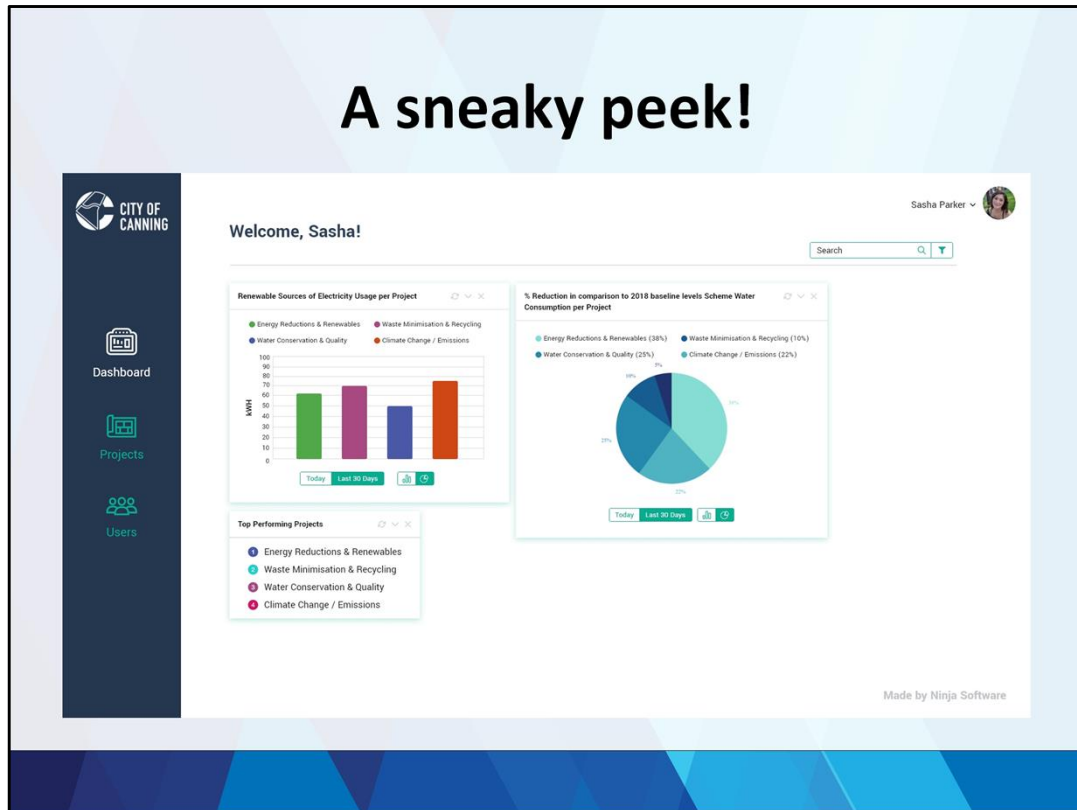 A sneaky peek!
CITY OF
CANNING
Sasha Parker
Welcome, Sasha!
Search
Dashboard
Projects
Users
Renewable Sources of Electricity Usage per Project
Energy Reductions & Renewables
Waste Minimisation & Recycling
Water Conservation & Quality
Climate Change / Emissions
100
90
80
70
60
50
40
30
20
10
0
kWH
Today
Last 30 Days
% Reduction in comparison to 2018 baseline levels Scheme Water
Consumption per Project
Energy Reductions & Renewables (38%)
Waste Minimisation & Recycling (10%)
Water Conservation & Quality (25%)
Climate Change / Emissions (22%)
5%
10%
25%
22%
Today
Last 30 Days
Top Performing Projects
1 Energy Reductions & Renewables
2 Waste Minimisation & Recycling
3 Water Conservation & Quality
4 Climate Change / Emissions
Made by Ninja Software